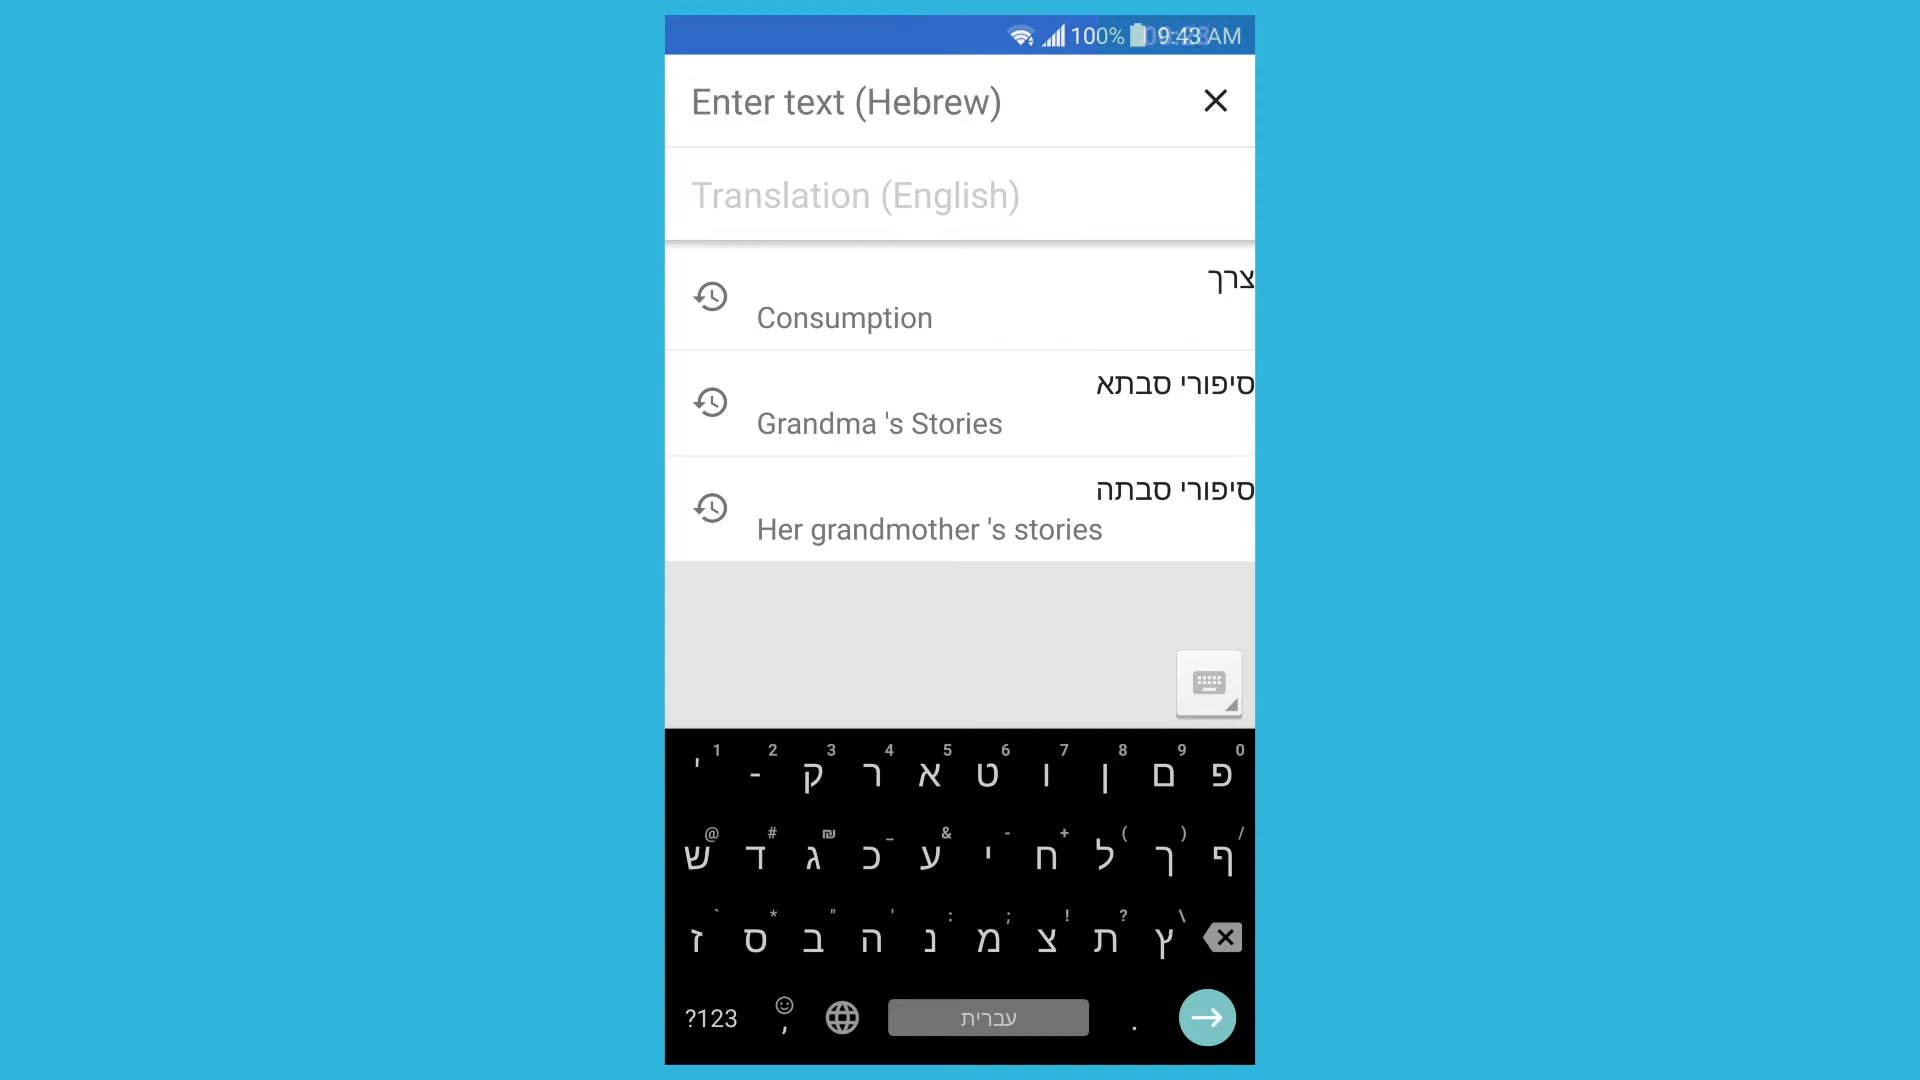 100% 9:43 AM
Enter text (Hebrew)
Translation (English)
צרך
Consumption
סיפורי סבתא
Grandma 's Stories
סיפורי סבתה
Her grandmother 's stories
1 2 3 4 5 6 7 8 9 0
' - ק ר א ט ו ן ם פ
@ # ₪ _ & - + ( ) /
ש ד ג כ ע י ח ל ך ף
` * " ' : ; ! ? \
ז ס ב ה נ מ צ ת ץ
?123 , עברית .